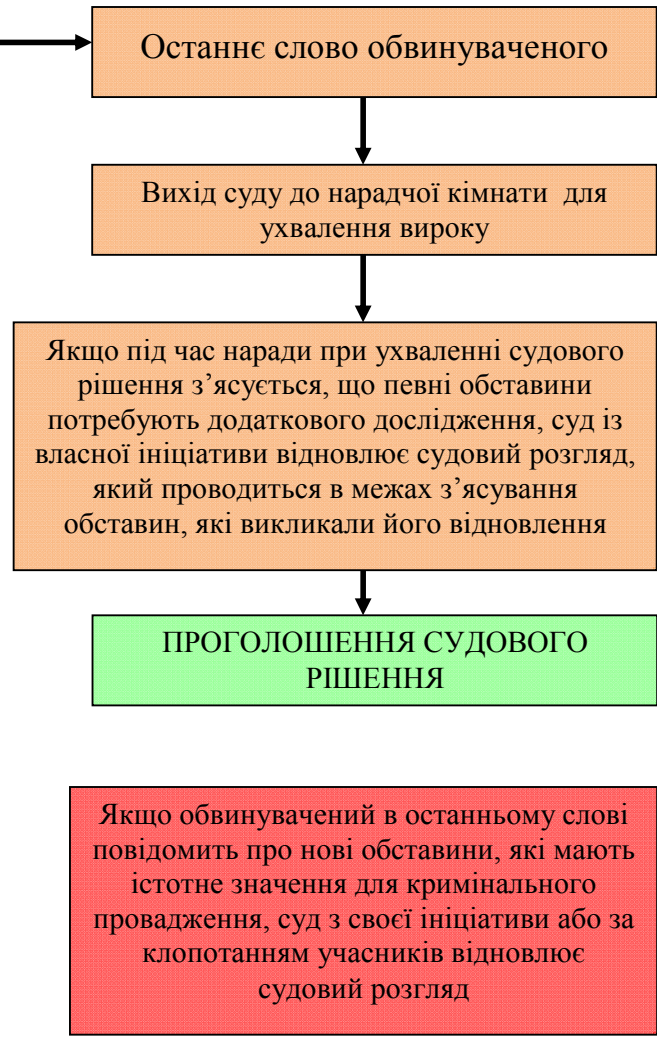 Останнє слово обвинуваченого
Вихід суду до нарадчої кімнати для
ухвалення вироку
Якщо під час наради при ухваленні судового
рішення з’ясується, що певні обставини
потребують додаткового дослідження, суд із
власної ініціативи відновлює судовий розгляд,
який проводиться в межах з’ясування
обставин, які викликали його відновлення
ПРОГОЛОШЕННЯ СУДОВОГО
РІШЕННЯ
Якщо обвинувачений в останньому слові
повідомить про нові обставини, які мають
істотне значення для кримінального
провадження, суд з своєї ініціативи або за
клопотанням учасників відновлює
судовий розгляд